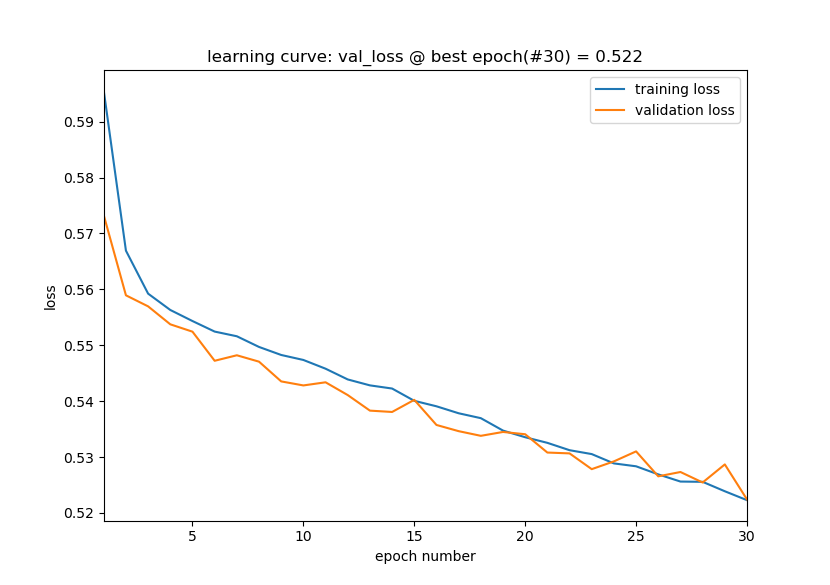 learning curve: val_loss @ best epoch(#30) = 0.522
training loss
validation loss
0.59
0.58
0.57
0.56
0.55
0.54
0.53
0.52
loss
5
10
15
20
25
30
epoch number